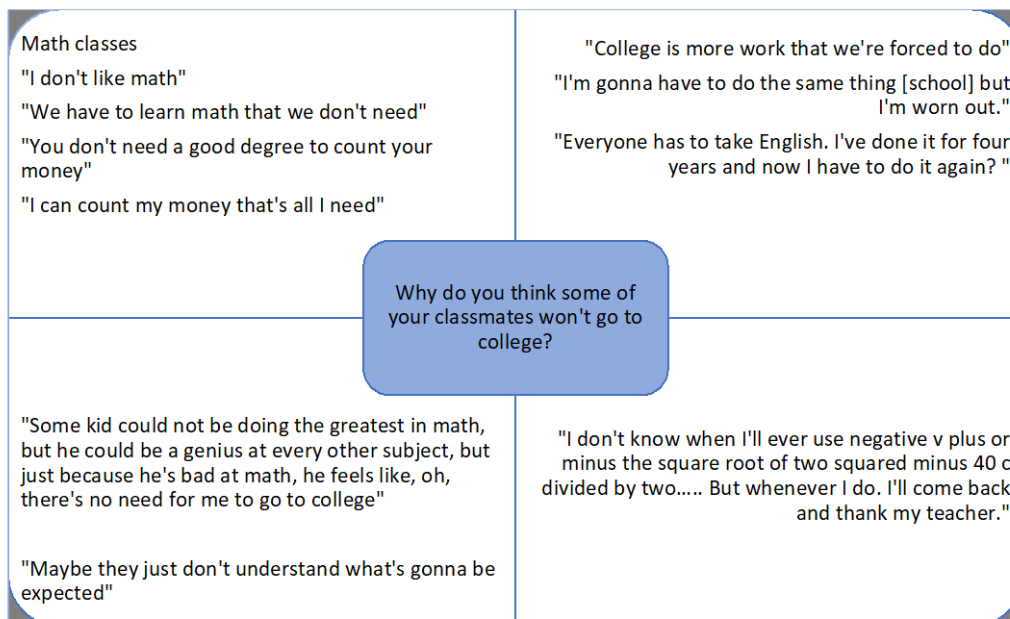 Math classes
"I don't like math"
"We have to learn math that we don't need"
"You don't need a good degree to count your
money"
"I can count my money that's all I need"
"College is more work that we're forced to do"
"I'm gonna have to do the same thing [school] but
I'm worn out."
"Everyone has to take English. I've done it for four
years and now I have to do it again? "
Why do you think some of
your classmates won't go to
college?
"Some kid could not be doing the greatest in math,
but he could be a genius at every other subject, but
just because he's bad at math, he feels like, oh,
there's no need for me to go to college"
"Maybe they just don't understand what's gonna be
expected"
"I don't know when I'll ever use negative v plus or
minus the square root of two squared minus 40 c
divided by two..... But whenever I do. I'll come back
and thank my teacher."